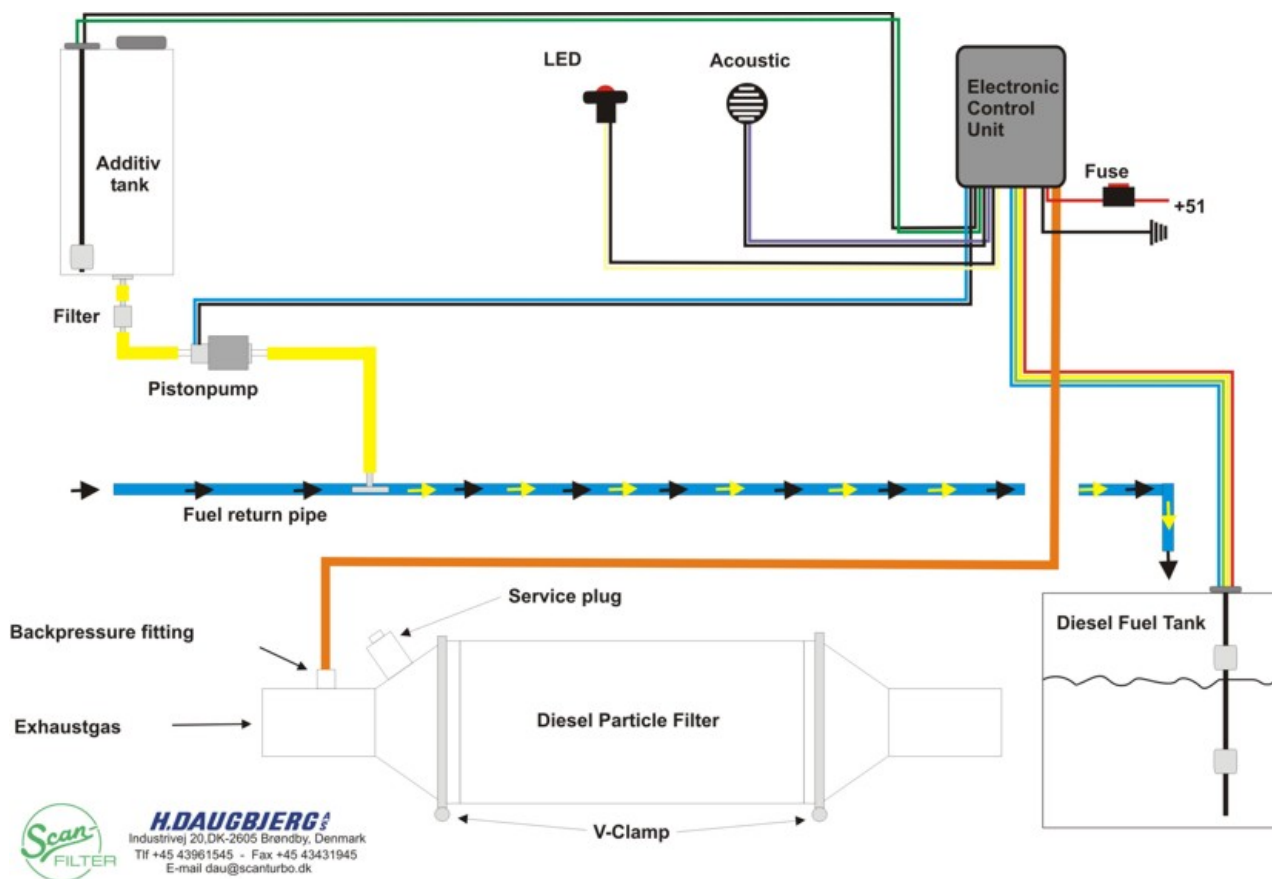 LED
Acoustic
Electronic
Control
Unit
Additiv
tank
Fuse
+51
Filter
Pistonpump
Fuel return pipe
Service plug
Backpressure fitting
Diesel Fuel Tank
Exhaustgas
Diesel Particle Filter
V-Clamp
Scan-
FILTER
H.DAUGBJERG A/S
Industrivej 20,DK-2605 Brøndby, Denmark
Tlf +45 43961545 - Fax +45 43431945
E-mail dau@scanturbo.dk